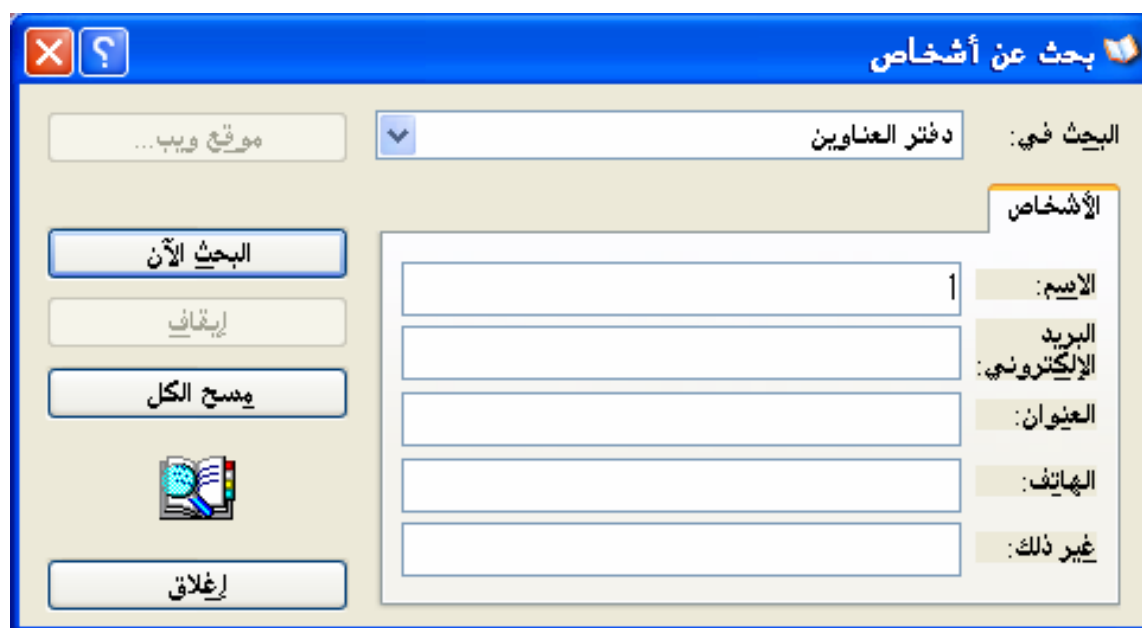 بحث عن أشخاص
البحث في:
دفتر العناوين
موقع ويب...
الأشخاص
الاسم:
البريد
الإلكتروني:
العنوان:
الهاتف:
غير ذلك:
البحث الآن
إيقاف
مسح الكل
إغلاق